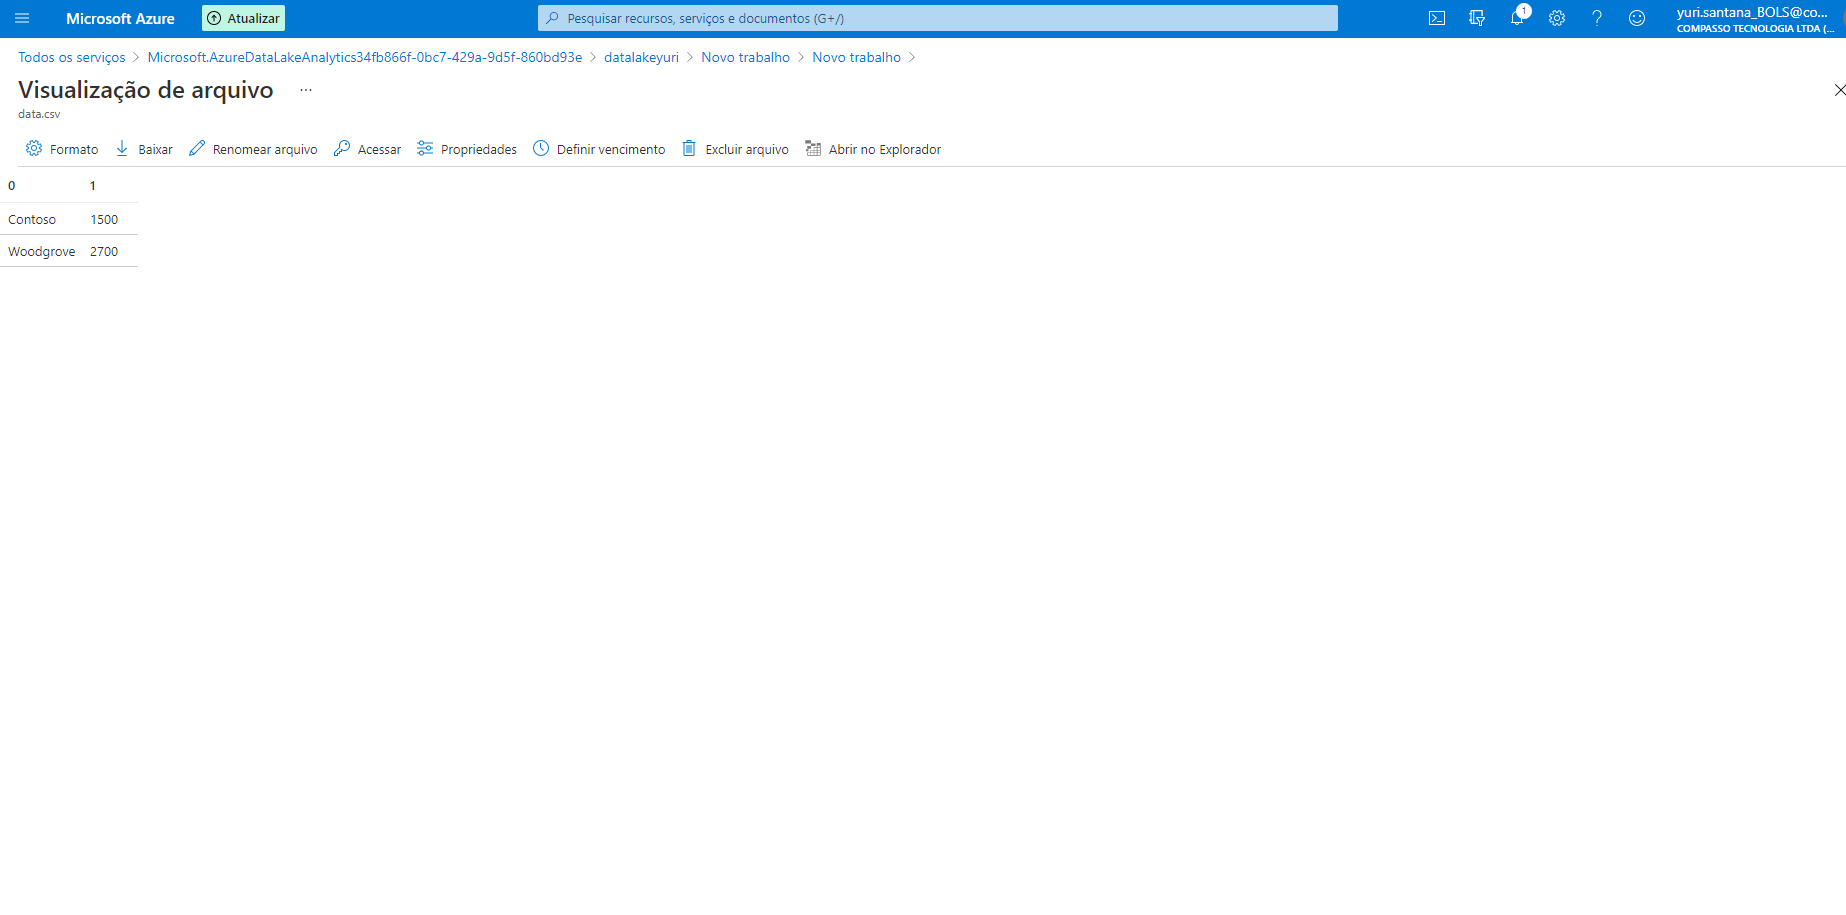 Microsoft Azure Atualizar Pesquisar recursos, serviços e documentos (G+/) 1 yuri.santana_BOLS@co...
COMPASSO TECNOLOGIA LTDA (...
Todos os serviços > Microsoft.AzureDataLakeAnalytics34fb866f-0bc7-429a-9d5f-860bd93e > datalakeyuri > Novo trabalho > Novo trabalho >
Visualização de arquivo ...
data.csv
Formato Baixar Renomear arquivo Acessar Propriedades Definir vencimento Excluir arquivo Abrir no Explorador
0 1
Contoso 1500
Woodgrove 2700